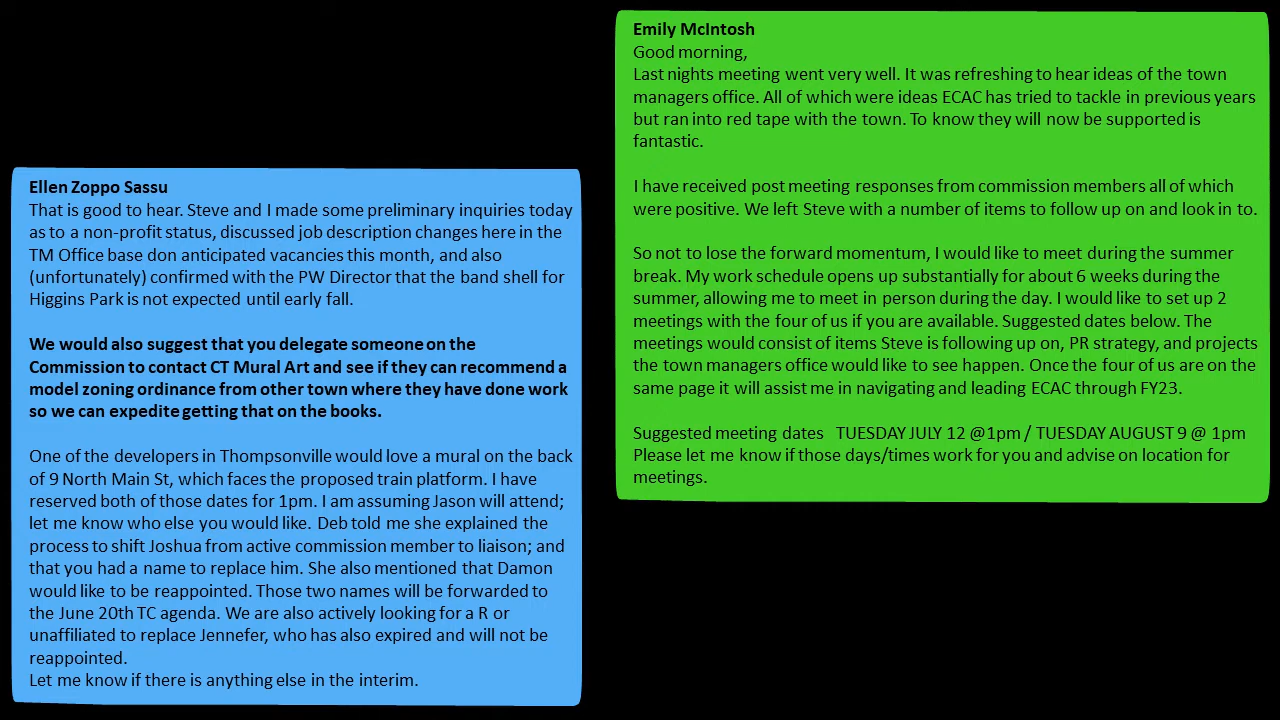 Emily McIntosh
Good morning,
Last nights meeting went very well. It was refreshing to hear ideas of the town
managers office. All of which were ideas ECAC has tried to tackle in previous years
but ran into red tape with the town. To know they will now be supported is
fantastic.
I have received post meeting responses from commission members all of which
were positive. We left Steve with a number of items to follow up on and look in to.
So not to lose the forward momentum, I would like to meet during the summer
break. My work schedule opens up substantially for about 6 weeks during the
summer, allowing me to meet in person during the day. I would like to set up 2
meetings with the four of us if you are available. Suggested dates below. The
meetings would consist of items Steve is following up on, PR strategy, and projects
the town managers office would like to see happen. Once the four of us are on the
same page it will assist me in navigating and leading ECAC through FY23.
Suggested meeting dates TUESDAY JULY 12 @1pm / TUESDAY AUGUST 9 @ 1pm
Please let me know if those days/times work for you and advise on location for
meetings.
Ellen Zoppo Sassu
That is good to hear. Steve and I made some preliminary inquiries today
as to a non-profit status, discussed job description changes here in the
TM Office base don anticipated vacancies this month, and also
(unfortunately) confirmed with the PW Director that the band shell for
Higgins Park is not expected until early fall.
We would also suggest that you delegate someone on the
Commission to contact CT Mural Art and see if they can recommend a
model zoning ordinance from other town where they have done work
so we can expedite getting that on the books.
One of the developers in Thompsonville would love a mural on the back
of 9 North Main St, which faces the proposed train platform. I have
reserved both of those dates for 1pm. I am assuming Jason will attend;
let me know who else you would like. Deb told me she explained the
process to shift Joshua from active commission member to liaison; and
that you had a name to replace him. She also mentioned that Damon
would like to be reappointed. Those two names will be forwarded to
the June 20th TC agenda. We are also actively looking for a R or
unaffiliated to replace Jennefer, who has also expired and will not be
reappointed.
Let me know if there is anything else in the interim.